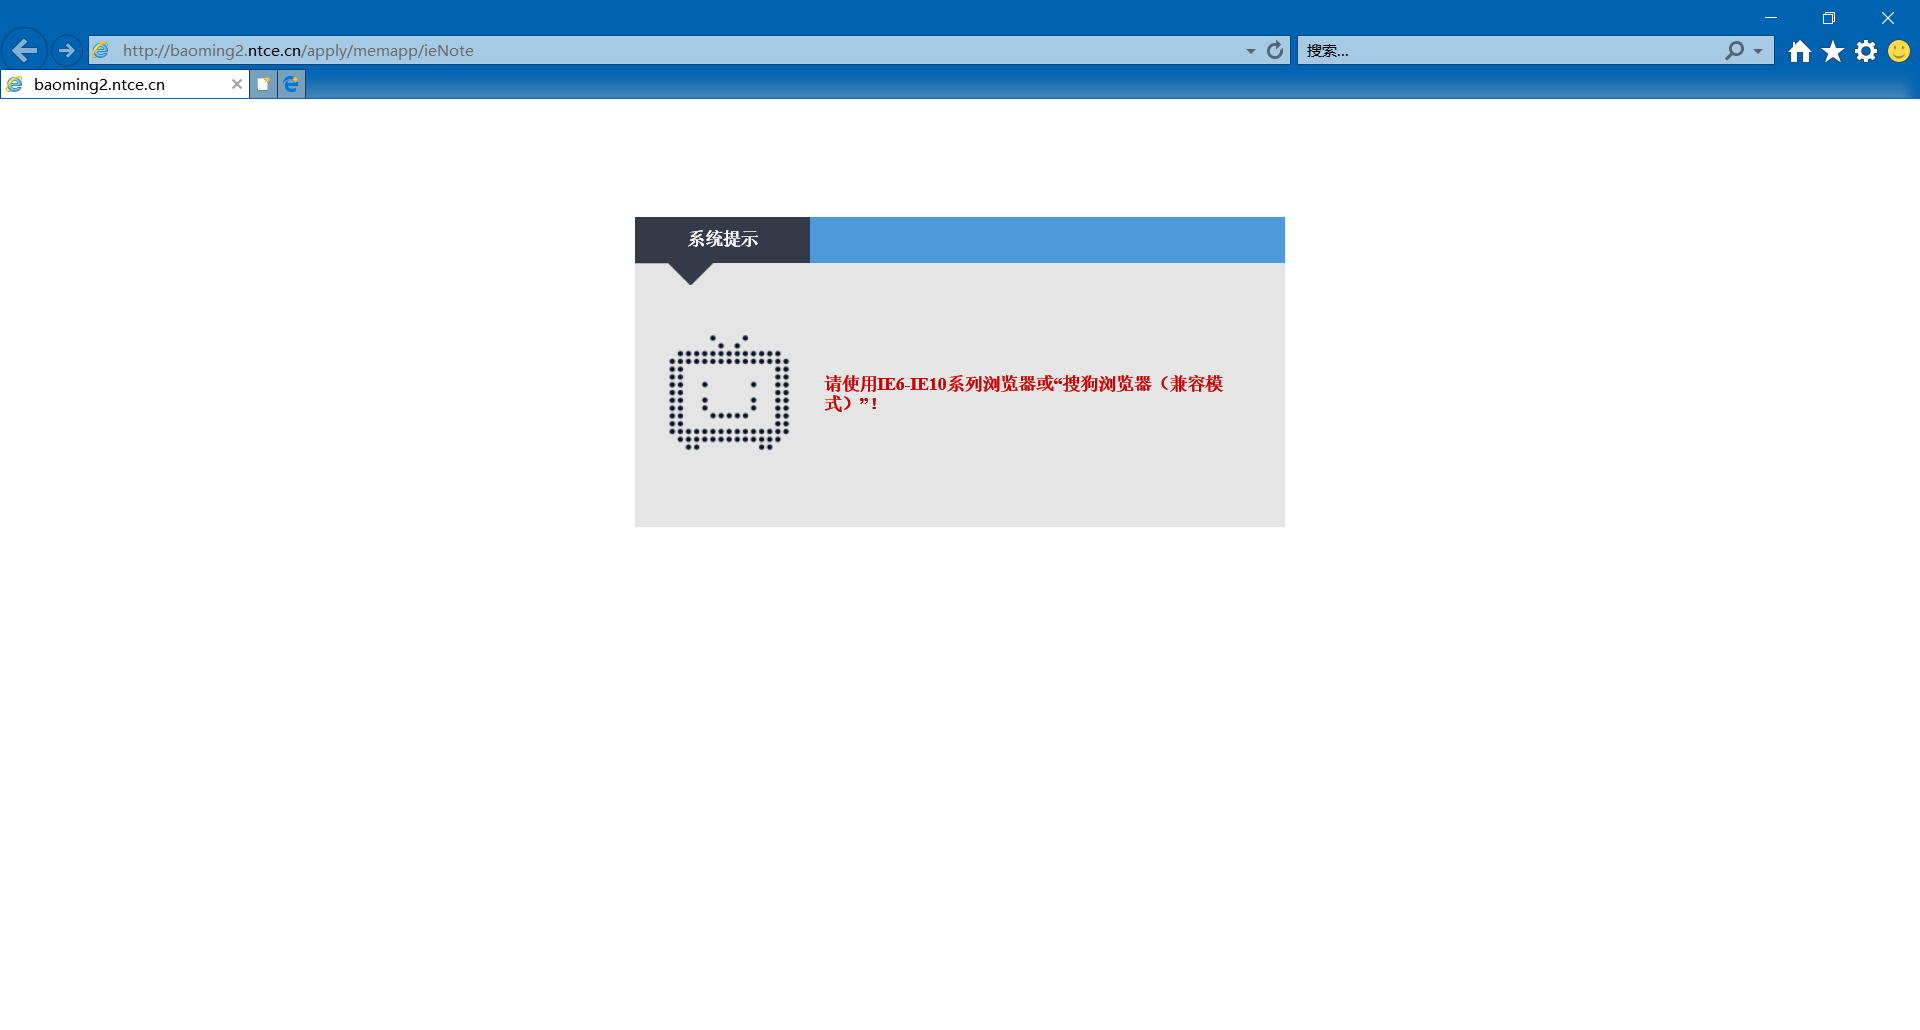 http://baoming2.ntce.cn/apply/memapp/ieNote
搜索...
baoming2.ntce.cn
系统提示
请使用IE6-IE10系列浏览器或“搜狗浏览器（兼容模
式）”！